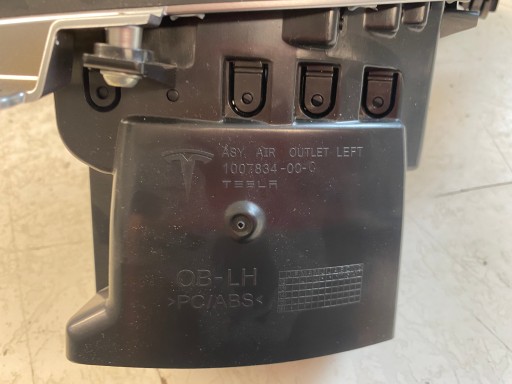 ASY, AIR OUTLET LEFT
1007834-00-C
TESLA
OB-LH
>PC/ABS<